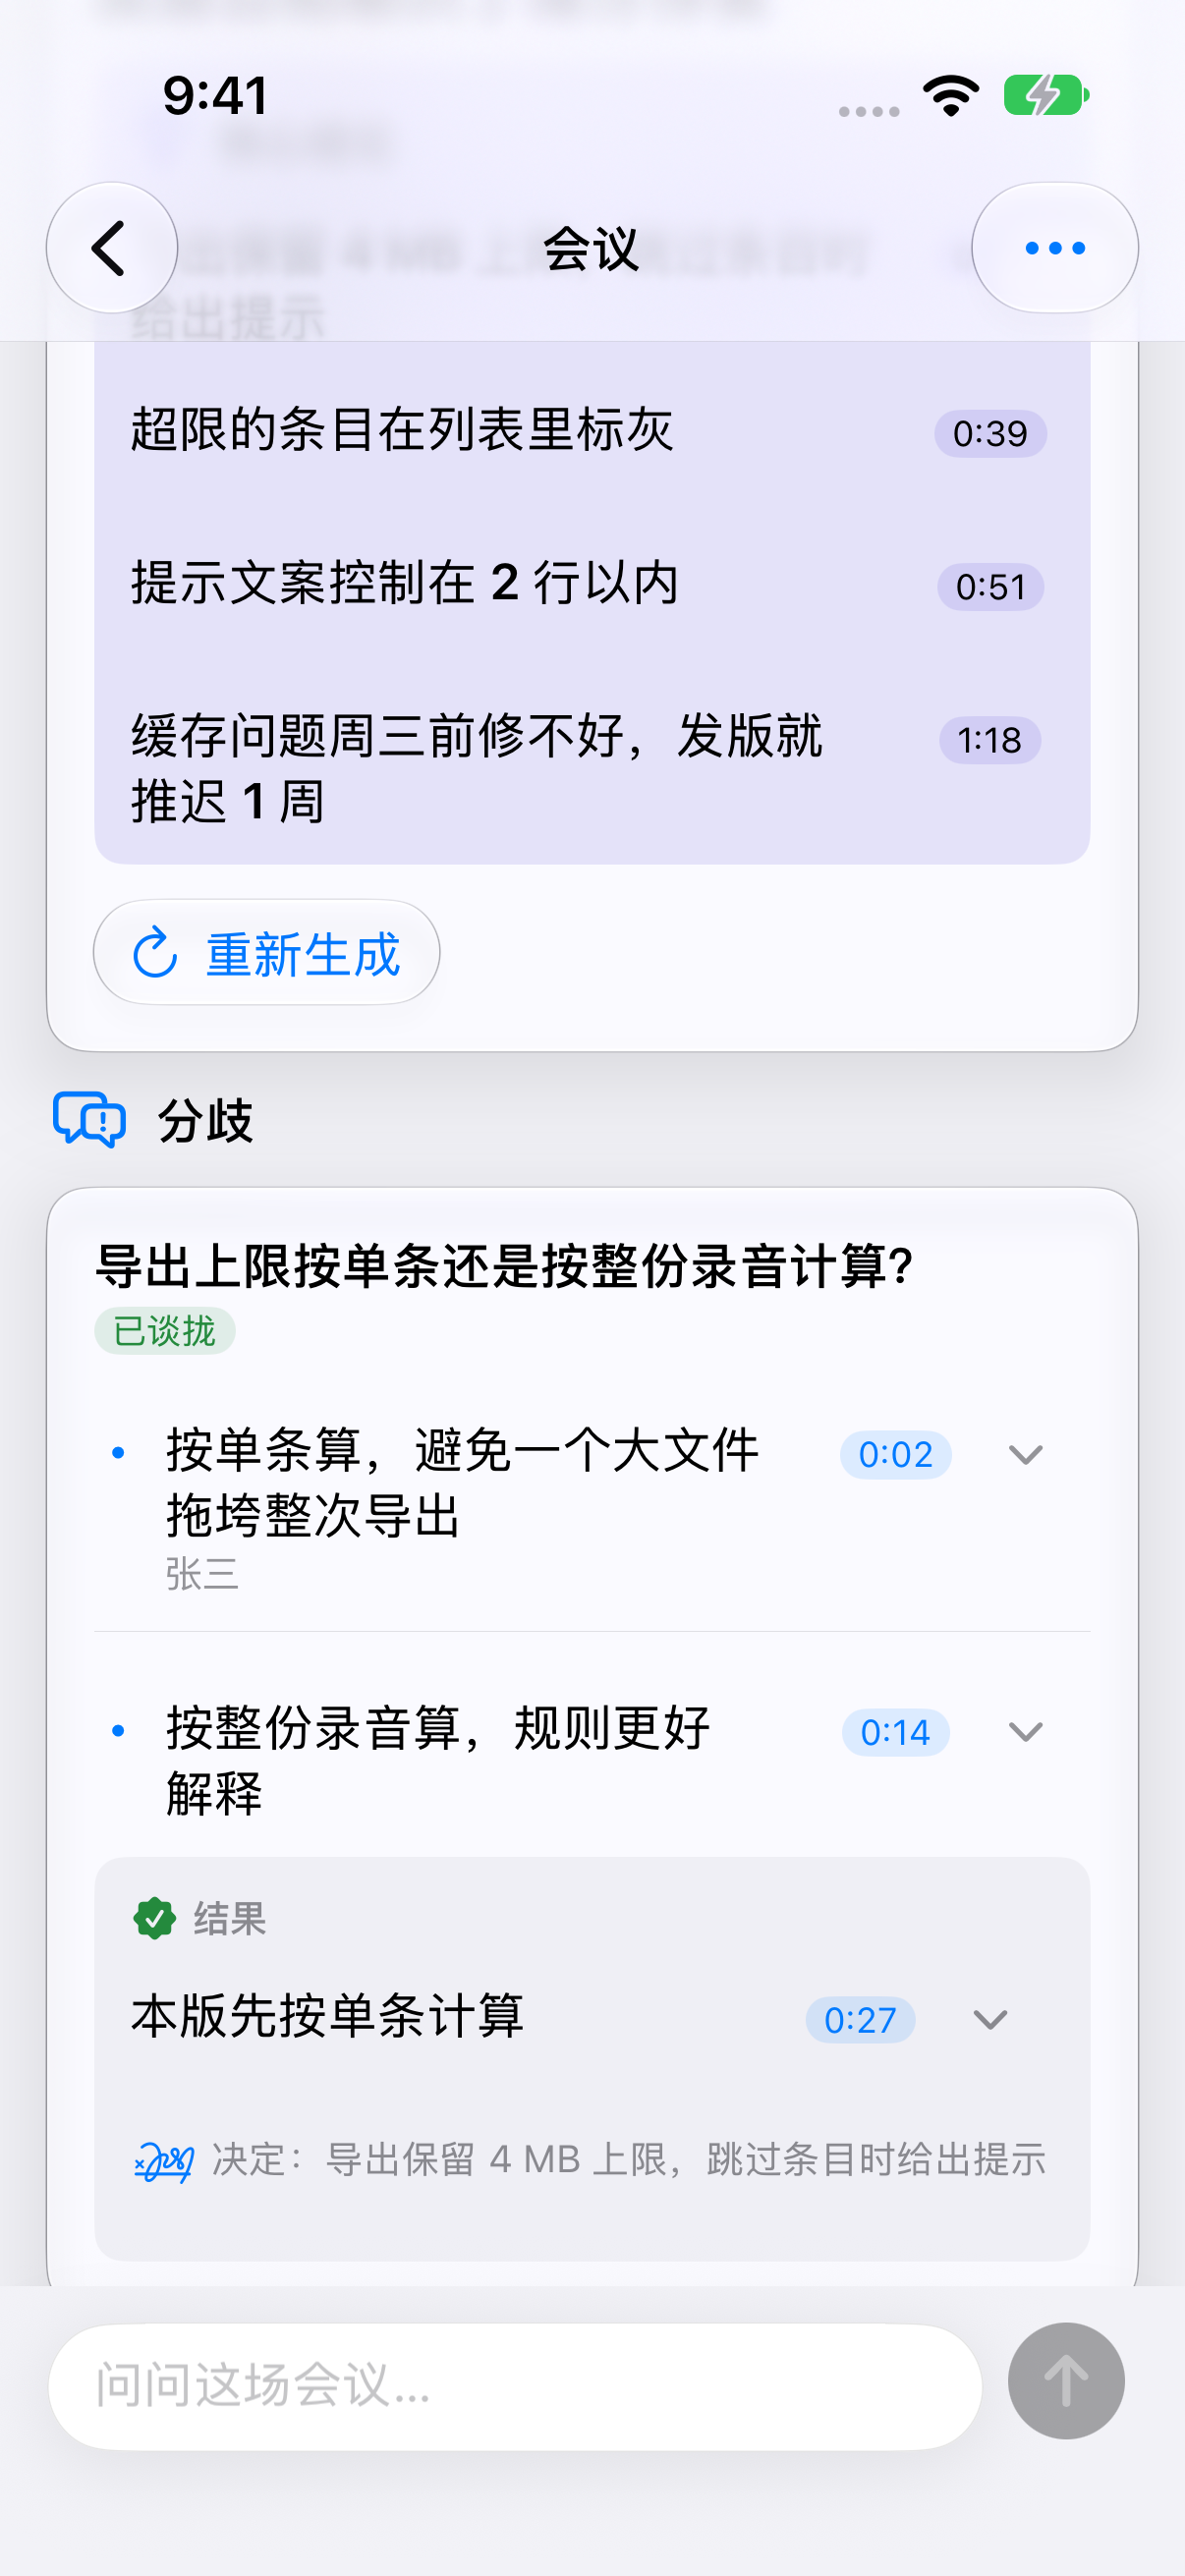 9:41
会议
给出提示
超限的条目在列表里标灰
0:39
提示文案控制在 2 行以内
0:51
缓存问题周三前修不好，发版就
推迟 1 周
1:18
重新生成
分歧
导出上限按单条还是按整份录音计算?
已谈拢
按单条算，避免一个大文件
拖垮整次导出
0:02
张三
按整份录音算，规则更好
解释
0:14
结果
本版先按单条计算
0:27
决定：导出保留 4 MB 上限，跳过条目时给出提示
问问这场会议...